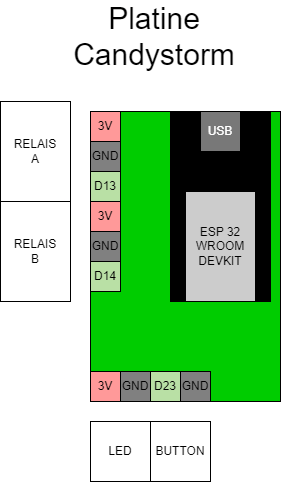 Platine
Candystorm
RELAIS
A
RELAIS
B
3V
GND
D13
3V
GND
D14
USB
ESP 32
WROOM
DEVKIT
3V GND D23 GND
LED BUTTON